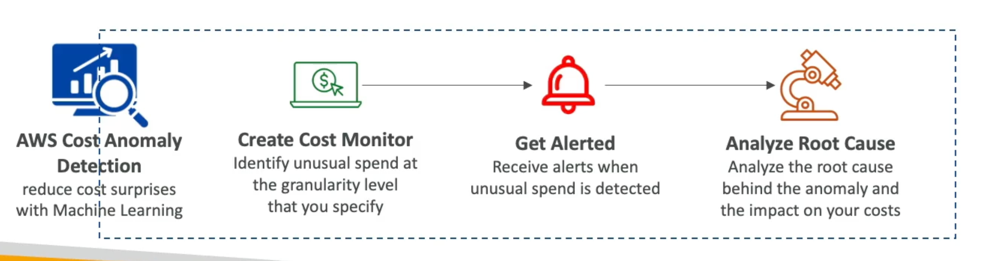 AWS Cost Anomaly
Detection
reduce cost surprises
with Machine Learning
$
Create Cost Monitor
Identify unusual spend at
the granularity level
that you specify
Get Alerted
Receive alerts when
unusual spend is detected
Analyze Root Cause
Analyze the root cause
behind the anomaly and
the impact on your costs